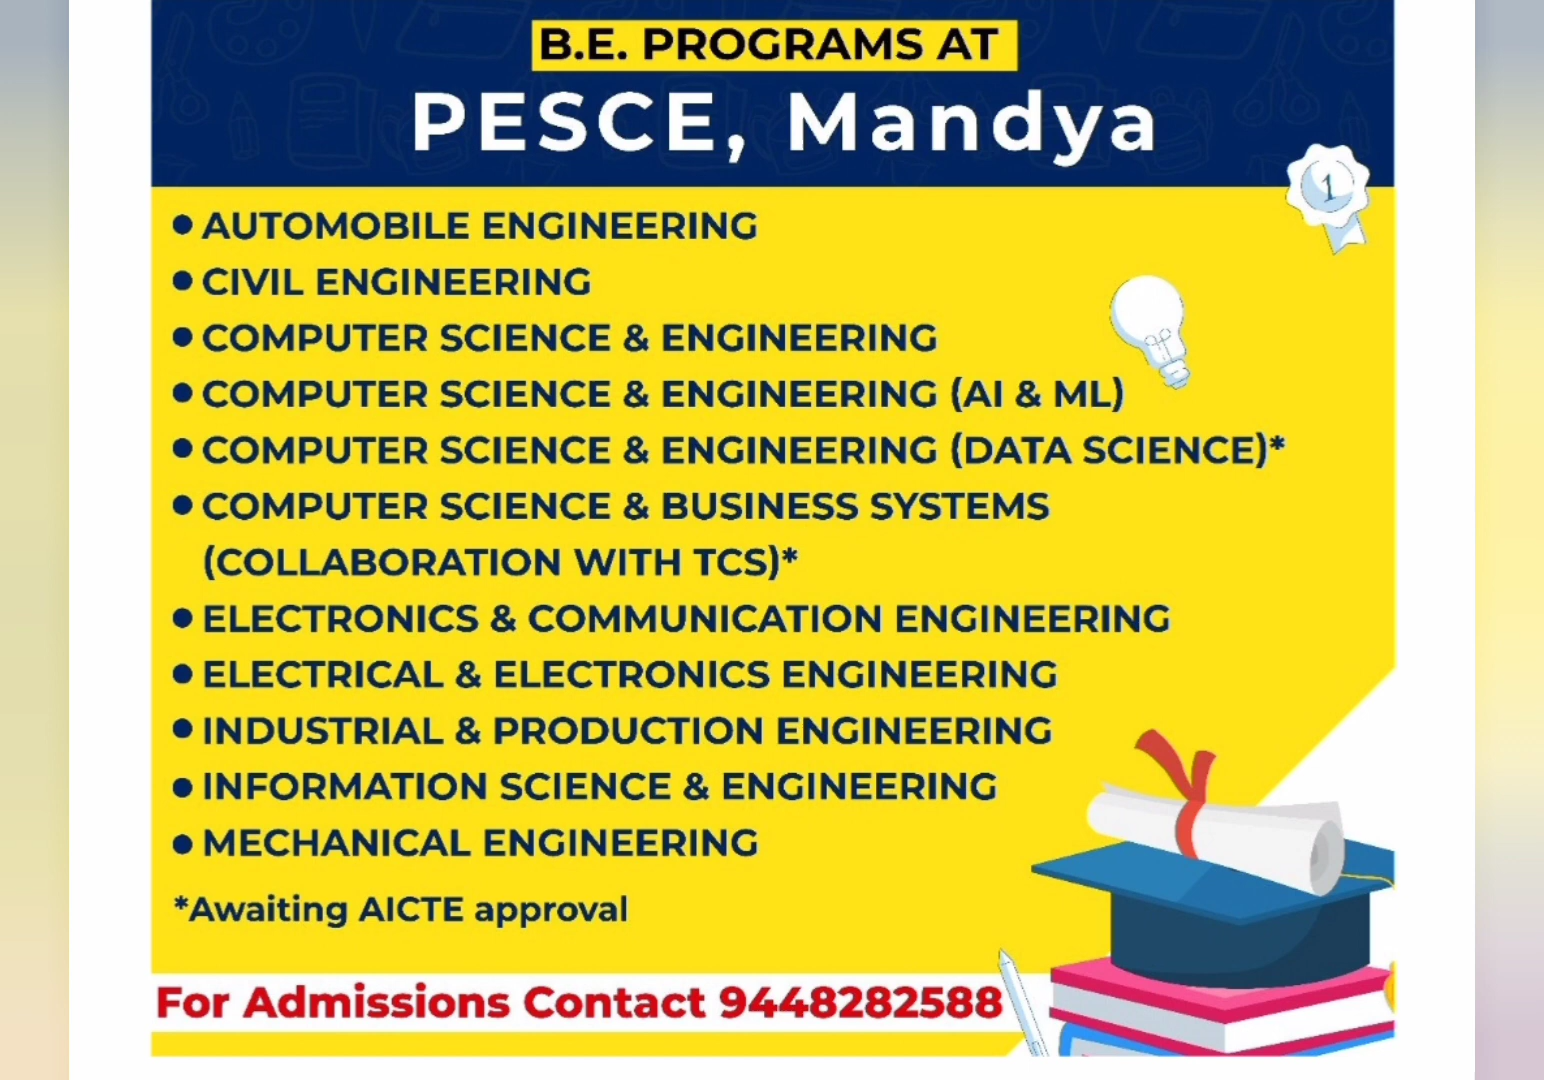 B.E. PROGRAMS AT
PESCE, Mandya
1
• AUTOMOBILE ENGINEERING
• CIVIL ENGINEERING
• COMPUTER SCIENCE & ENGINEERING
• COMPUTER SCIENCE & ENGINEERING (AI & ML)
• COMPUTER SCIENCE & ENGINEERING (DATA SCIENCE)*
• COMPUTER SCIENCE & BUSINESS SYSTEMS
(COLLABORATION WITH TCS)*
• ELECTRONICS & COMMUNICATION ENGINEERING
• ELECTRICAL & ELECTRONICS ENGINEERING
• INDUSTRIAL & PRODUCTION ENGINEERING
• INFORMATION SCIENCE & ENGINEERING
• MECHANICAL ENGINEERING
*Awaiting AICTE approval
For Admissions Contact 9448282588